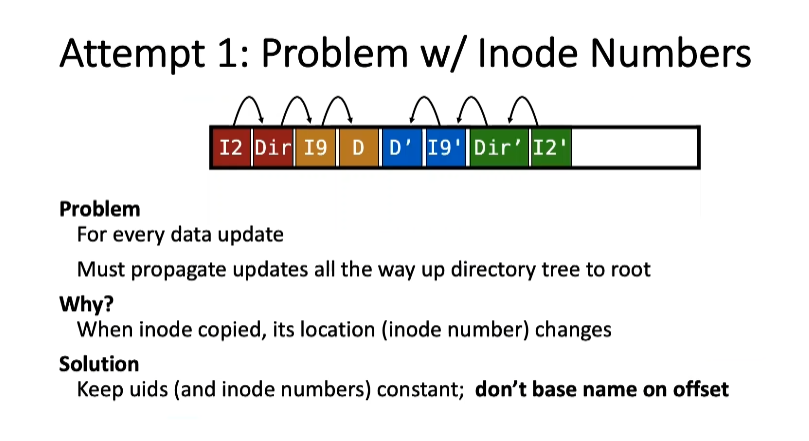 Attempt 1: Problem w/ Inode Numbers
I2 Dir I9 D D’ I9' Dir’ I2'
Problem
For every data update
Must propagate updates all the way up directory tree to root
Why?
When inode copied, its location (inode number) changes
Solution
Keep uids (and inode numbers) constant; don’t base name on offset